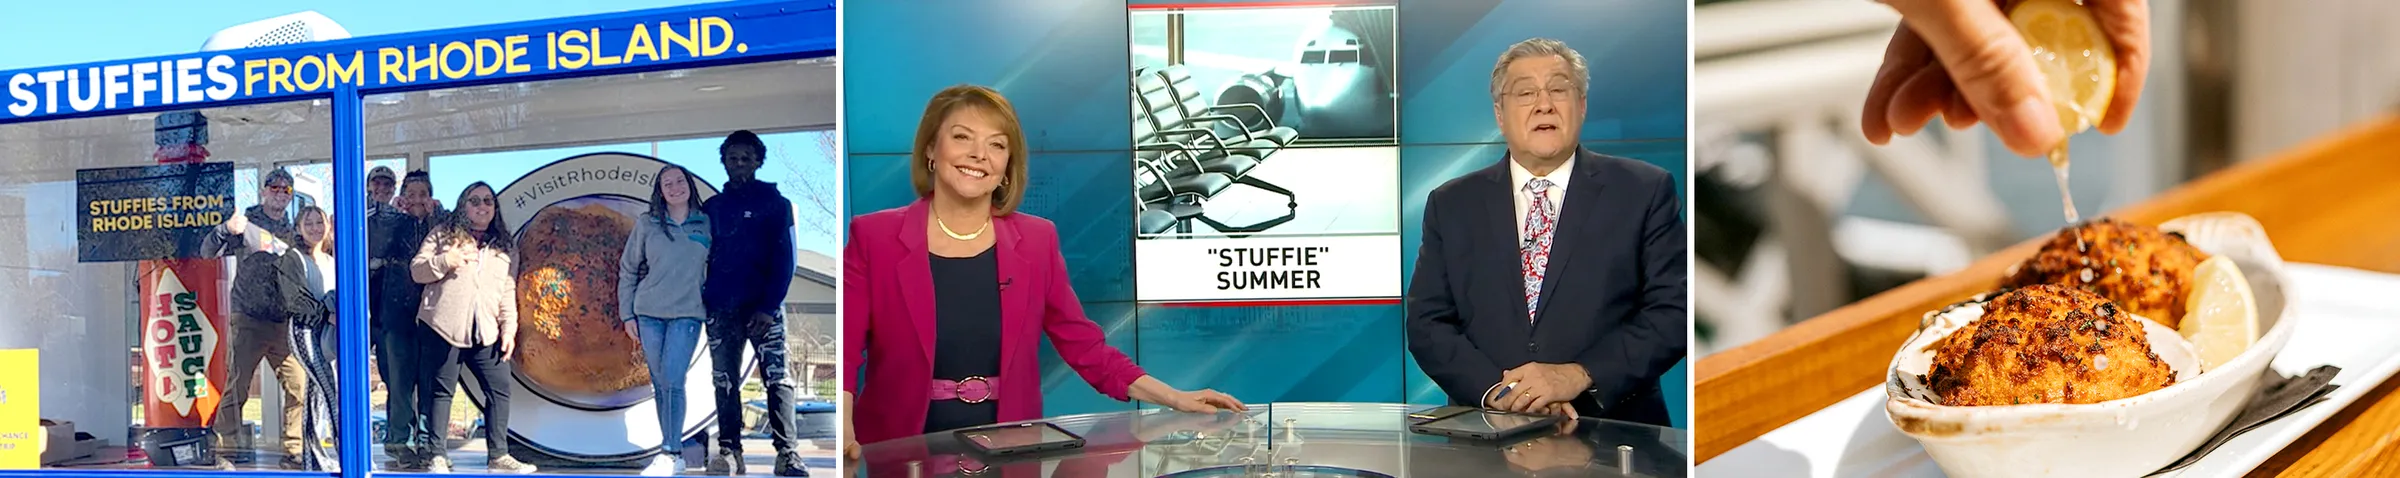 STUFFIES FROM RHODE ISLAND.
#VisitRhodeIsl
STUFFIES FROM
RHODE ISLAND
HOT
SAUCE
"STUFFIE"
SUMMER